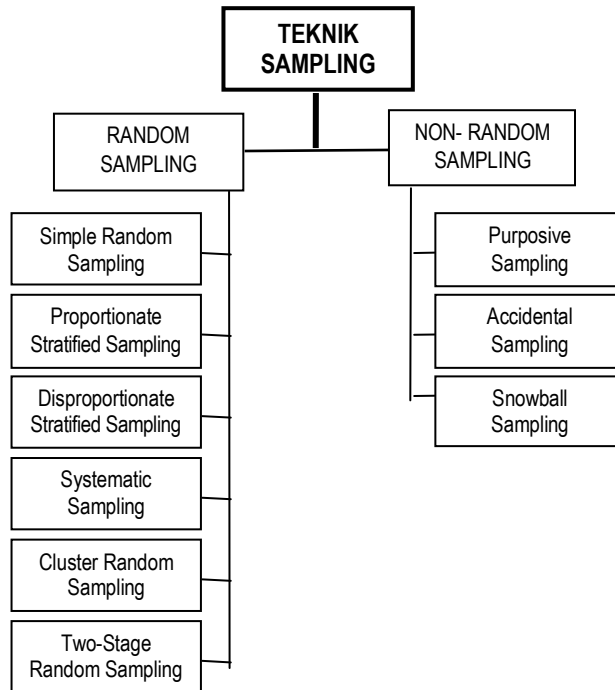 TEKNIK
SAMPLING
RANDOM
SAMPLING
NON- RANDOM
SAMPLING
Simple Random
Sampling
Proportionate
Stratified Sampling
Disproportionate
Stratified Sampling
Systematic
Sampling
Cluster Random
Sampling
Two-Stage
Random Sampling
Purposive
Sampling
Accidental
Sampling
Snowball
Sampling